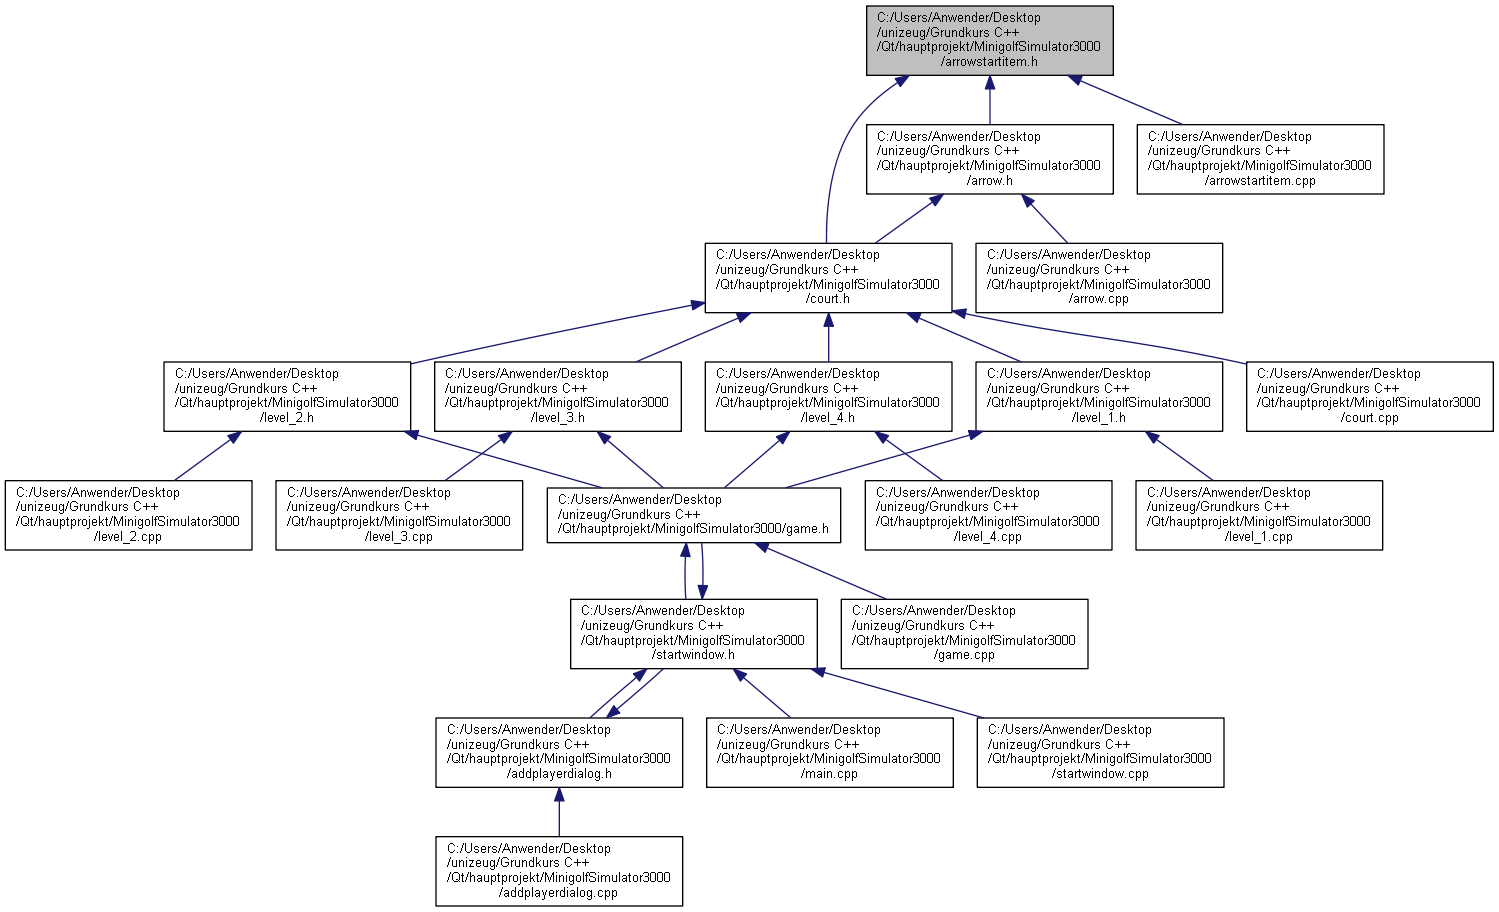 C:/Users/Anwender/Desktop
/unizeug/Grundkurs C++
/Qt/hauptprojekt/MinigolfSimulator3000
/arrowstartitem.h
C:/Users/Anwender/Desktop
/unizeug/Grundkurs C++
/Qt/hauptprojekt/MinigolfSimulator3000
/arrow.h
C:/Users/Anwender/Desktop
/unizeug/Grundkurs C++
/Qt/hauptprojekt/MinigolfSimulator3000
/arrowstartitem.cpp
C:/Users/Anwender/Desktop
/unizeug/Grundkurs C++
/Qt/hauptprojekt/MinigolfSimulator3000
/court.h
C:/Users/Anwender/Desktop
/unizeug/Grundkurs C++
/Qt/hauptprojekt/MinigolfSimulator3000
/arrow.cpp
C:/Users/Anwender/Desktop
/unizeug/Grundkurs C++
/Qt/hauptprojekt/MinigolfSimulator3000
/level_2.h
C:/Users/Anwender/Desktop
/unizeug/Grundkurs C++
/Qt/hauptprojekt/MinigolfSimulator3000
/level_3.h
C:/Users/Anwender/Desktop
/unizeug/Grundkurs C++
/Qt/hauptprojekt/MinigolfSimulator3000
/level_4.h
C:/Users/Anwender/Desktop
/unizeug/Grundkurs C++
/Qt/hauptprojekt/MinigolfSimulator3000
/level_1.h
C:/Users/Anwender/Desktop
/unizeug/Grundkurs C++
/Qt/hauptprojekt/MinigolfSimulator3000
/court.cpp
C:/Users/Anwender/Desktop
/unizeug/Grundkurs C++
/Qt/hauptprojekt/MinigolfSimulator3000
/level_2.cpp
C:/Users/Anwender/Desktop
/unizeug/Grundkurs C++
/Qt/hauptprojekt/MinigolfSimulator3000
/level_3.cpp
C:/Users/Anwender/Desktop
/unizeug/Grundkurs C++
/Qt/hauptprojekt/MinigolfSimulator3000/game.h
C:/Users/Anwender/Desktop
/unizeug/Grundkurs C++
/Qt/hauptprojekt/MinigolfSimulator3000
/level_4.cpp
C:/Users/Anwender/Desktop
/unizeug/Grundkurs C++
/Qt/hauptprojekt/MinigolfSimulator3000
/level_1.cpp
C:/Users/Anwender/Desktop
/unizeug/Grundkurs C++
/Qt/hauptprojekt/MinigolfSimulator3000
/startwindow.h
C:/Users/Anwender/Desktop
/unizeug/Grundkurs C++
/Qt/hauptprojekt/MinigolfSimulator3000
/game.cpp
C:/Users/Anwender/Desktop
/unizeug/Grundkurs C++
/Qt/hauptprojekt/MinigolfSimulator3000
/addplayerdialog.h
C:/Users/Anwender/Desktop
/unizeug/Grundkurs C++
/Qt/hauptprojekt/MinigolfSimulator3000
/main.cpp
C:/Users/Anwender/Desktop
/unizeug/Grundkurs C++
/Qt/hauptprojekt/MinigolfSimulator3000
/startwindow.cpp
C:/Users/Anwender/Desktop
/unizeug/Grundkurs C++
/Qt/hauptprojekt/MinigolfSimulator3000
/addplayerdialog.cpp